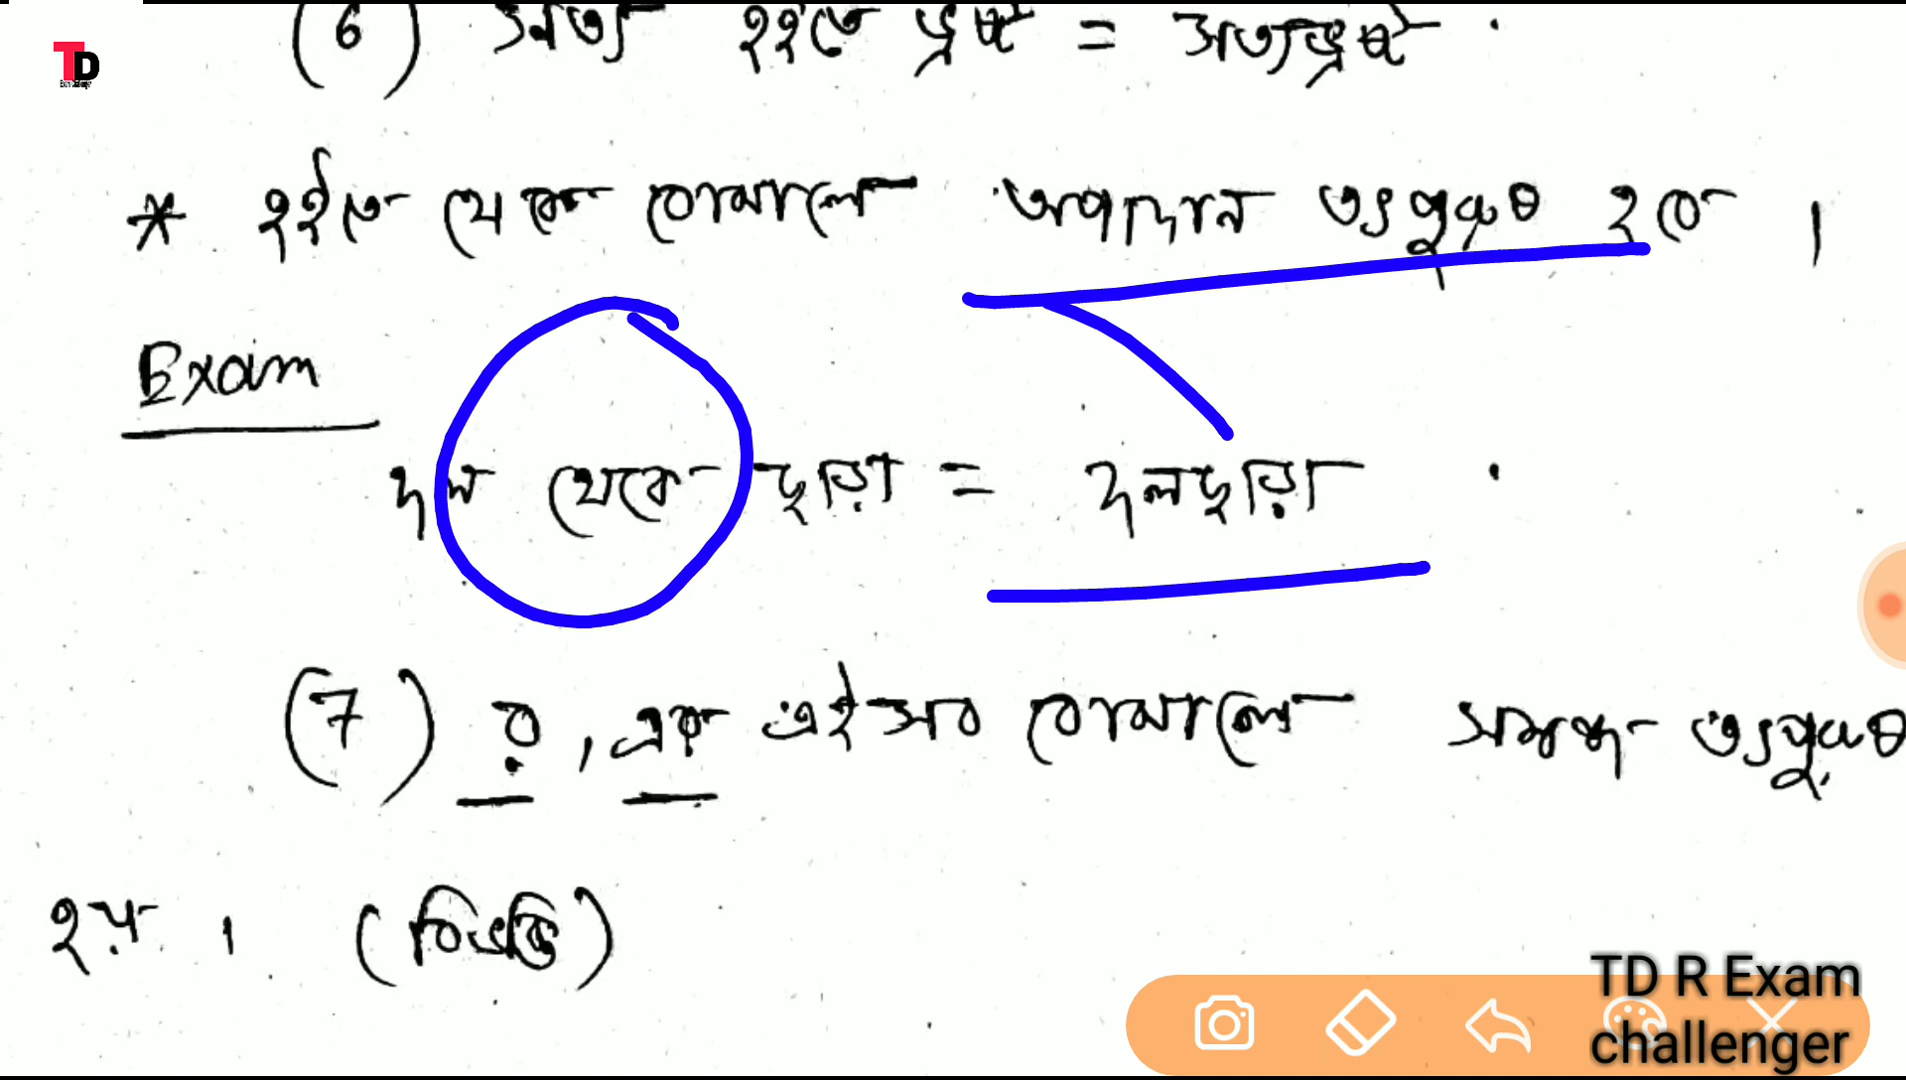 (6) সত্য হইতে ভ্রষ্ট = সত্যভ্রষ্ট .
TD
* হইতে থেকে বোঝালে অপাদান তৎপুরুষ হবে ।
Exam
দল থেকে ছুরা = দলছুরা .
(7) র , এর এইসব বোঝালে সম্বন্ধ তৎপুরুষ
হয় । (বিভক্তি)
TD R Exam
challenger